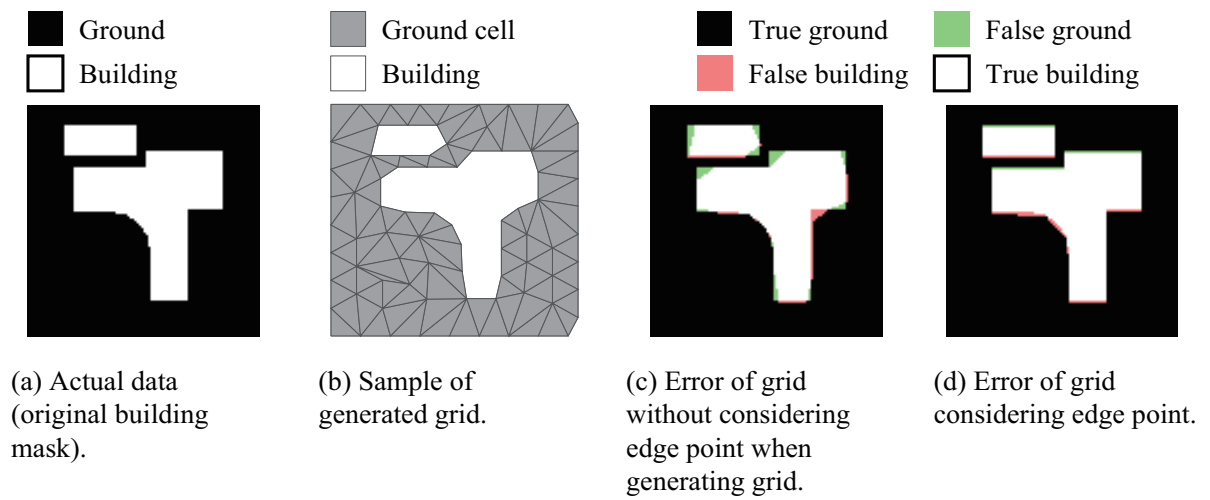 Ground
Building
Ground cell
Building
True ground
False building
False ground
True building
(a) Actual data
(original building
mask).
(b) Sample of
generated grid.
(c) Error of grid
without considering
edge point when
generating grid.
(d) Error of grid
considering edge point.